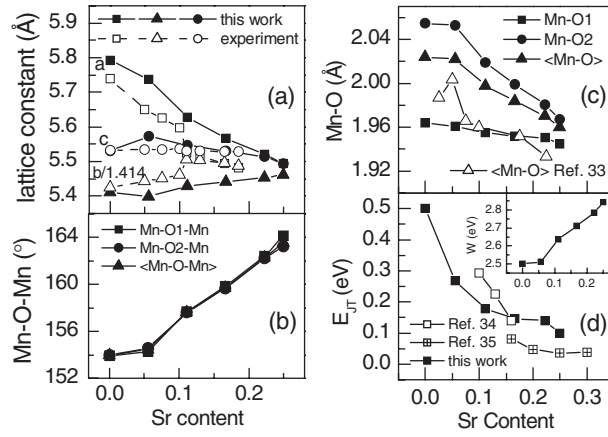 this work
experiment
5.9
5.8
5.7
5.6
5.5
5.4
lattice constant (Å)
a
c
b/1.414
(a)
164
160
156
152
Mn-O-Mn (°)
Mn-O1-Mn
Mn-O2-Mn
<Mn-O-Mn>
(b)
0.0 0.1 0.2
Sr content
2.04
2.00
1.96
1.92
Mn-O (Å)
Mn-O1
Mn-O2
<Mn-O>
(c)
<Mn-O> Ref. 33
0.5
0.4
0.3
0.2
0.1
0.0
E_JT (eV)
W (eV)
2.8
2.7
2.6
2.5
0.0 0.1 0.2
(d)
Ref. 34
Ref. 35
this work
0.0 0.1 0.2 0.3
Sr Content